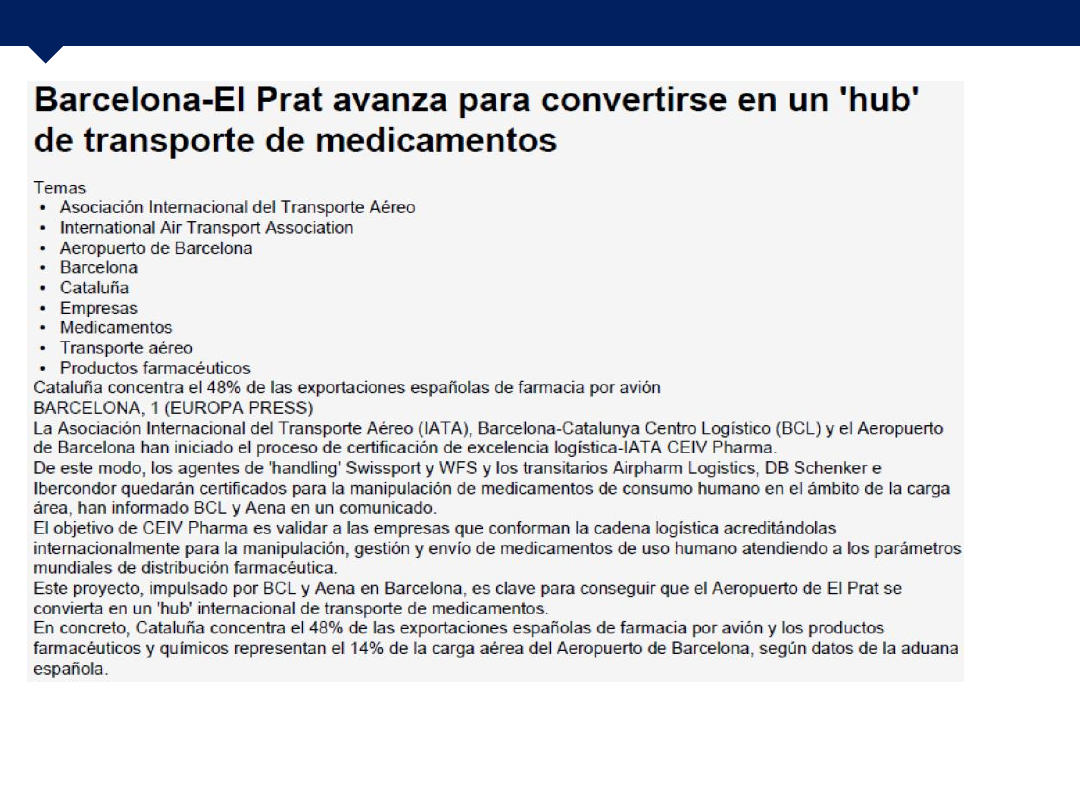 Barcelona-El Prat avanza para convertirse en un 'hub'
de transporte de medicamentos
Temas
• Asociación Internacional del Transporte Aéreo
• International Air Transport Association
• Aeropuerto de Barcelona
• Barcelona
• Cataluña
• Empresas
• Medicamentos
• Transporte aéreo
• Productos farmacéuticos
Cataluña concentra el 48% de las exportaciones españolas de farmacia por avión
BARCELONA, 1 (EUROPA PRESS)
La Asociación Internacional del Transporte Aéreo (IATA), Barcelona-Catalunya Centro Logístico (BCL) y el Aeropuerto
de Barcelona han iniciado el proceso de certificación de excelencia logística-IATA CEIV Pharma.
De este modo, los agentes de 'handling' Swissport y WFS y los transitarios Airpharm Logistics, DB Schenker e
Ibercondor quedarán certificados para la manipulación de medicamentos de consumo humano en el ámbito de la carga
área, han informado BCL y Aena en un comunicado.
El objetivo de CEIV Pharma es validar a las empresas que conforman la cadena logística acreditándolas
internacionalmente para la manipulación, gestión y envío de medicamentos de uso humano atendiendo a los parámetros
mundiales de distribución farmacéutica.
Este proyecto, impulsado por BCL y Aena en Barcelona, es clave para conseguir que el Aeropuerto de El Prat se
convierta en un 'hub' internacional de transporte de medicamentos.
En concreto, Cataluña concentra el 48% de las exportaciones españolas de farmacia por avión y los productos
farmacéuticos y químicos representan el 14% de la carga aérea del Aeropuerto de Barcelona, según datos de la aduana
española.